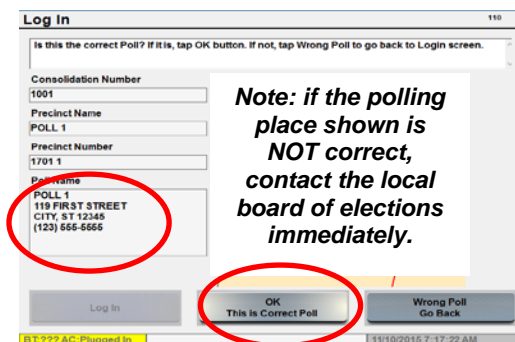 Log In
110
Is this the correct Poll? If it is, tap OK button. If not, tap Wrong Poll to go back to Login screen.
Consolidation Number
1001
Precinct Name
POLL 1
Precinct Number
1701 1
Poll Name
POLL 1
119 FIRST STREET
CITY, ST 12345
(123) 555-5555
Note: if the polling
place shown is
NOT correct,
contact the local
board of elections
immediately.
Log In
OK
This is Correct Poll
Wrong Poll
Go Back
BT:??? AC:Plugged In
11/10/2015 7:17:22 AM